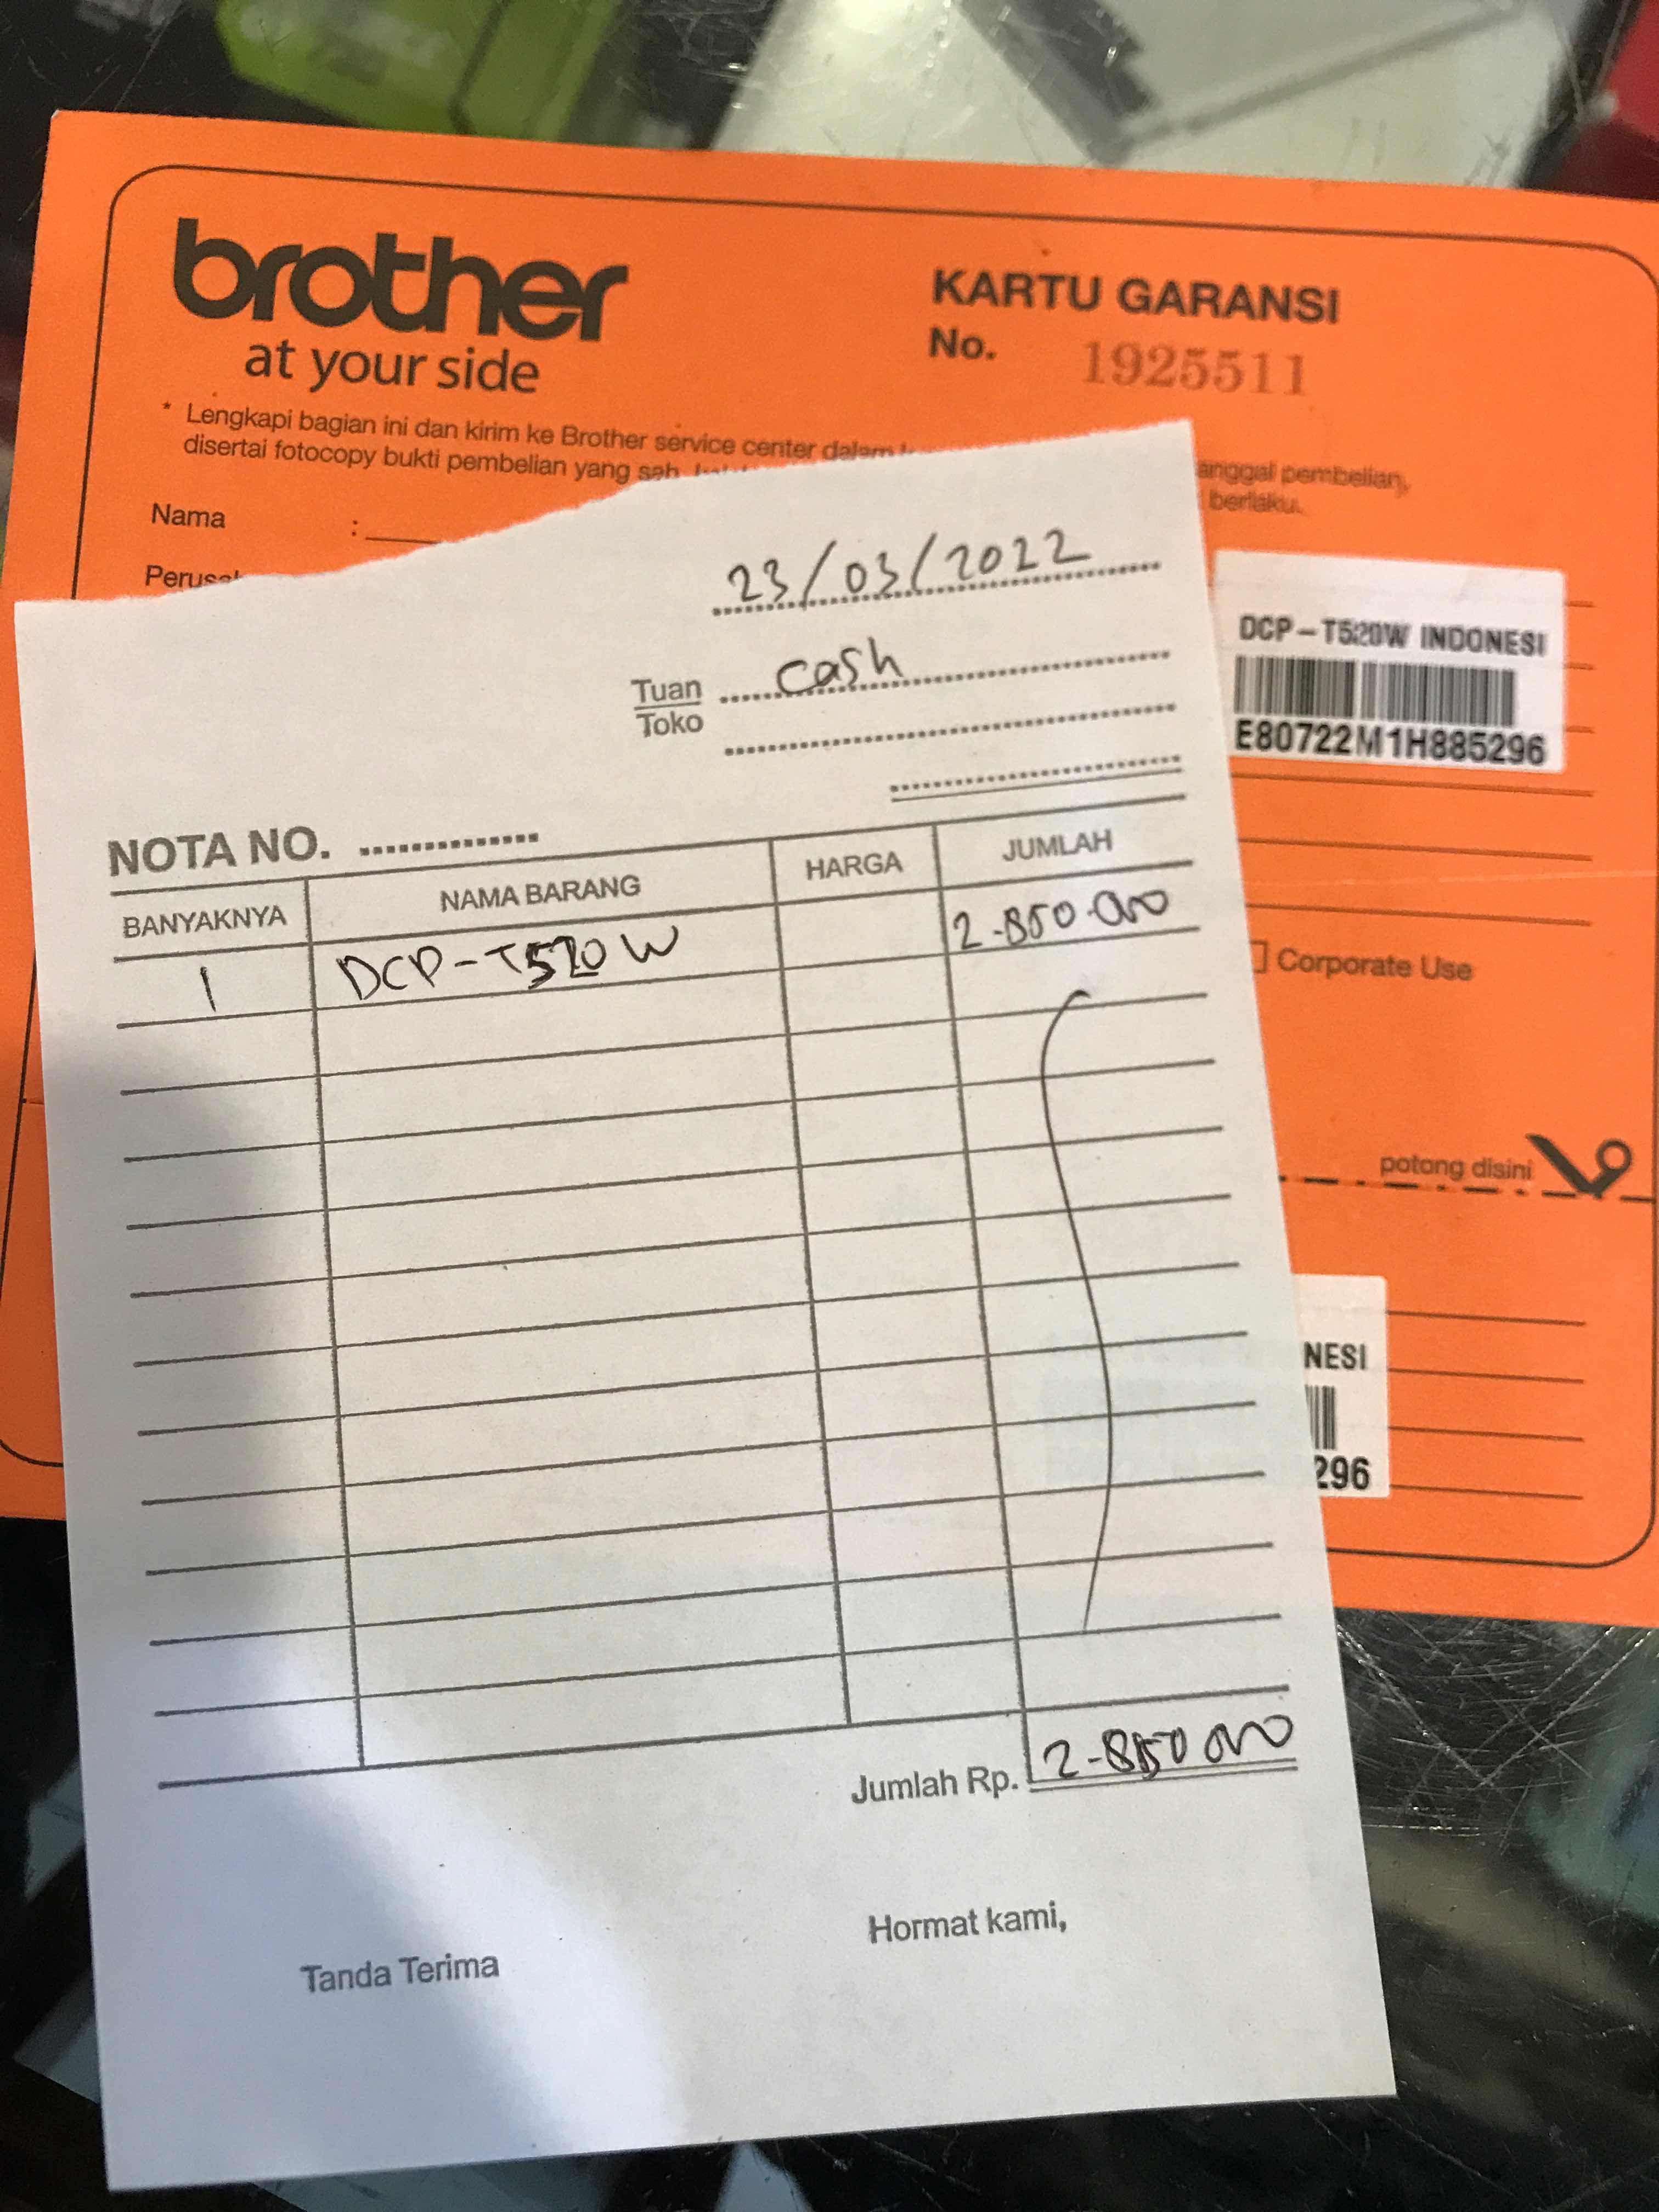 brother
at your side
KARTU GARANSI
No. 1925511
* Lengkapi bagian ini dan kirim ke Brother service center dalam
anggal pembelian,
disertai fotocopy bukti pembelian yang sah,
berlaku.
Nama :
Perusa
23/03/2022
Tuan cash
Toko
DCP-T520W INDONESI
E80722M1H885296
NOTA NO.
BANYAKNYA NAMA BARANG HARGA JUMLAH
1 DCP-T520W 2.850.000
Corporate Use
potong disini
NESI
296
Jumlah Rp. 2.850.000
Tanda Terima
Hormat kami,